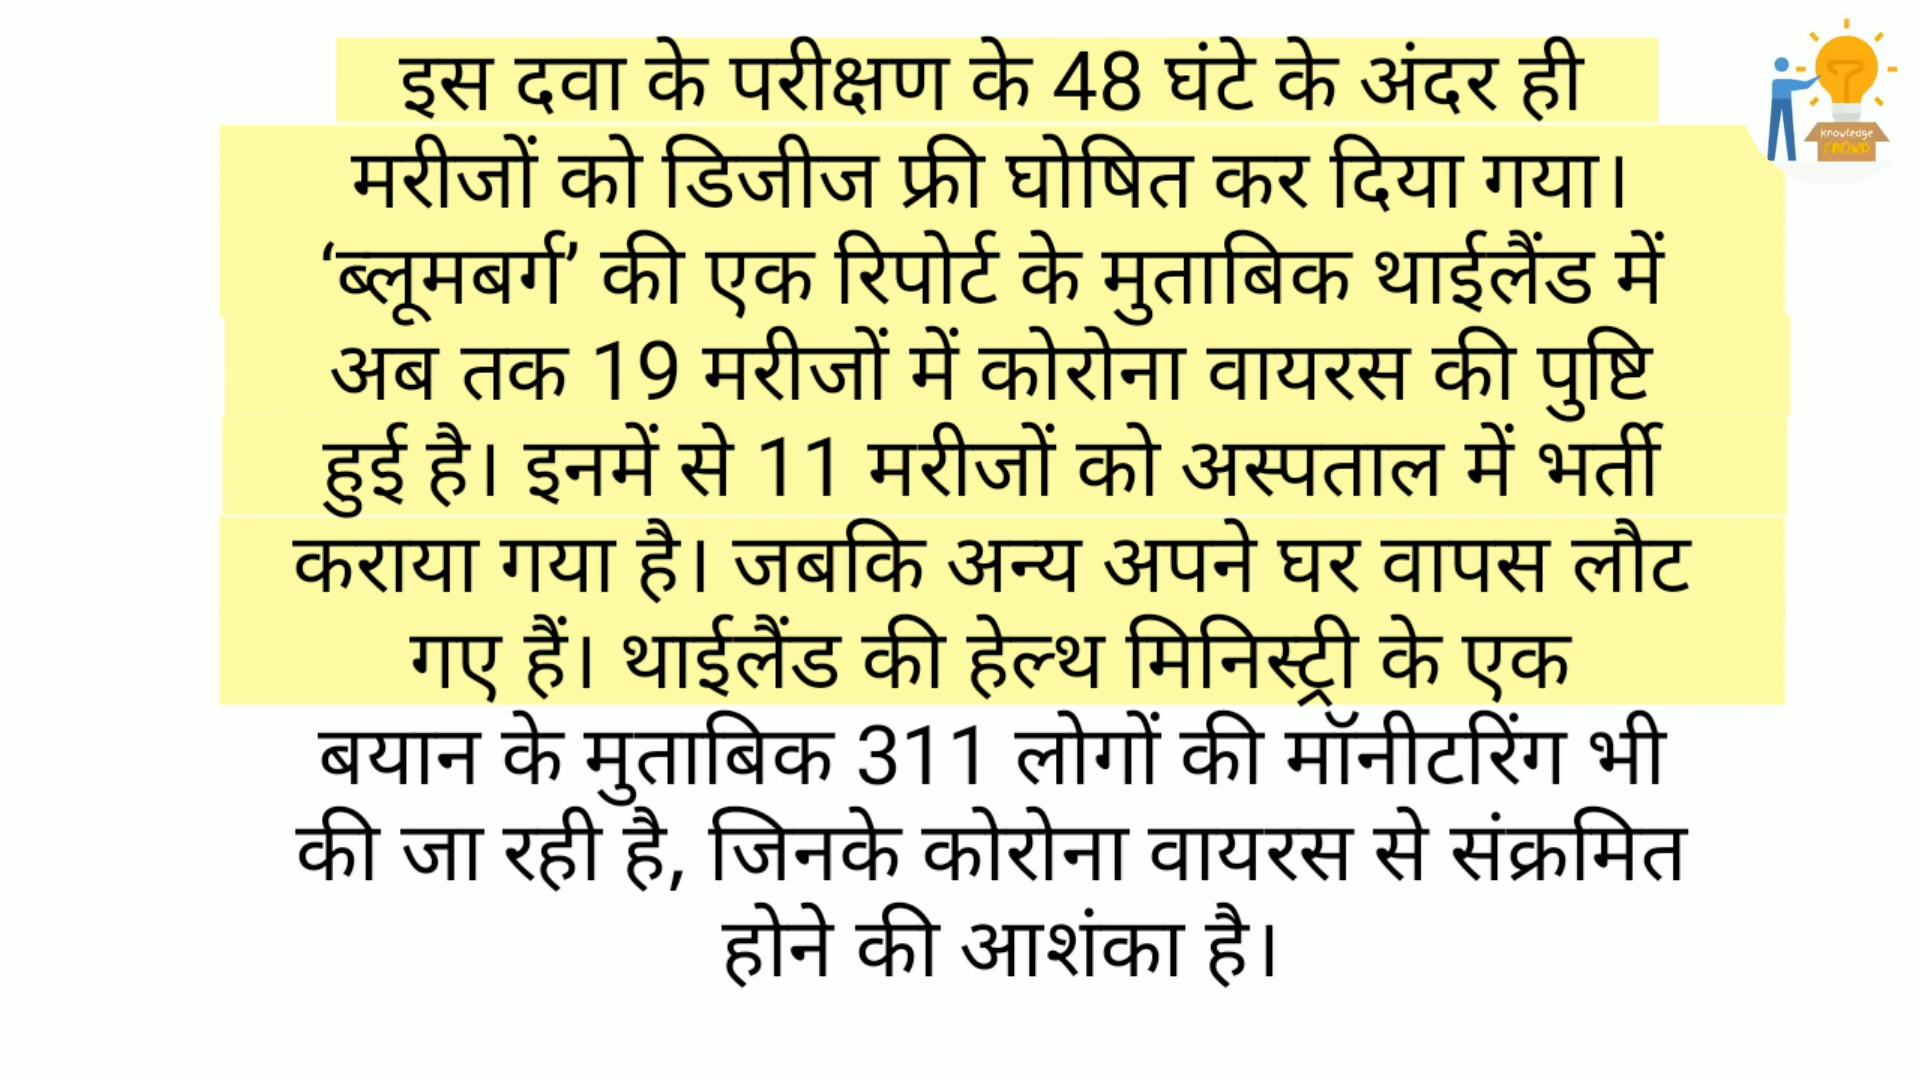 इस दवा के परीक्षण के 48 घंटे के अंदर ही
मरीजों को डिजीज फ्री घोषित कर दिया गया।
‘ब्लूमबर्ग’ की एक रिपोर्ट के मुताबिक थाईलैंड में
अब तक 19 मरीजों में कोरोना वायरस की पुष्टि
हुई है। इनमें से 11 मरीजों को अस्पताल में भर्ती
कराया गया है। जबकि अन्य अपने घर वापस लौट
गए हैं। थाईलैंड की हेल्थ मिनिस्ट्री के एक
बयान के मुताबिक 311 लोगों की मॉनीटरिंग भी
की जा रही है, जिनके कोरोना वायरस से संक्रमित
होने की आशंका है।
Knowledge
CROWD